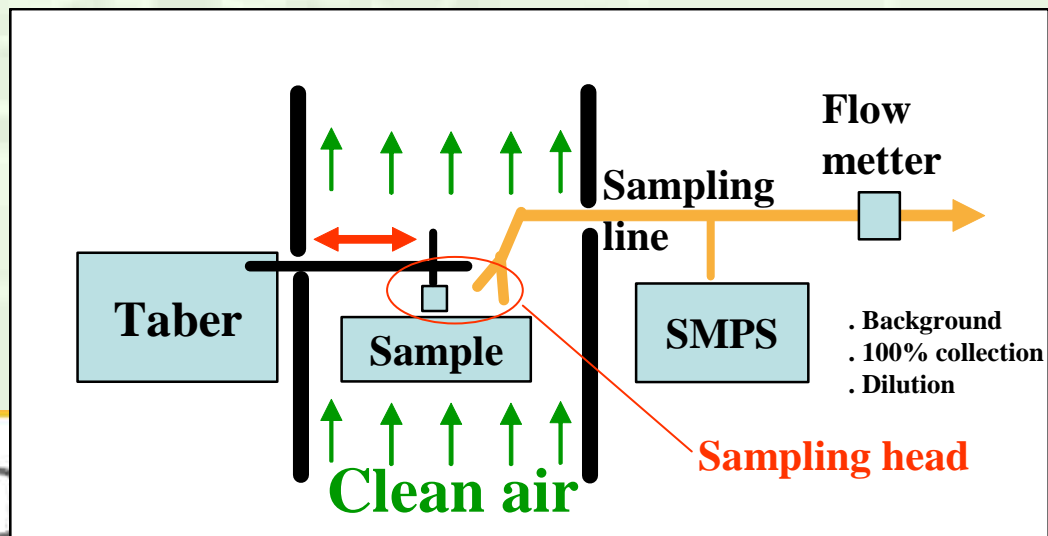 Flow
metter
Sampling
line
Taber
Sample
SMPS
. Background
. 100% collection
. Dilution
Sampling head
Clean air